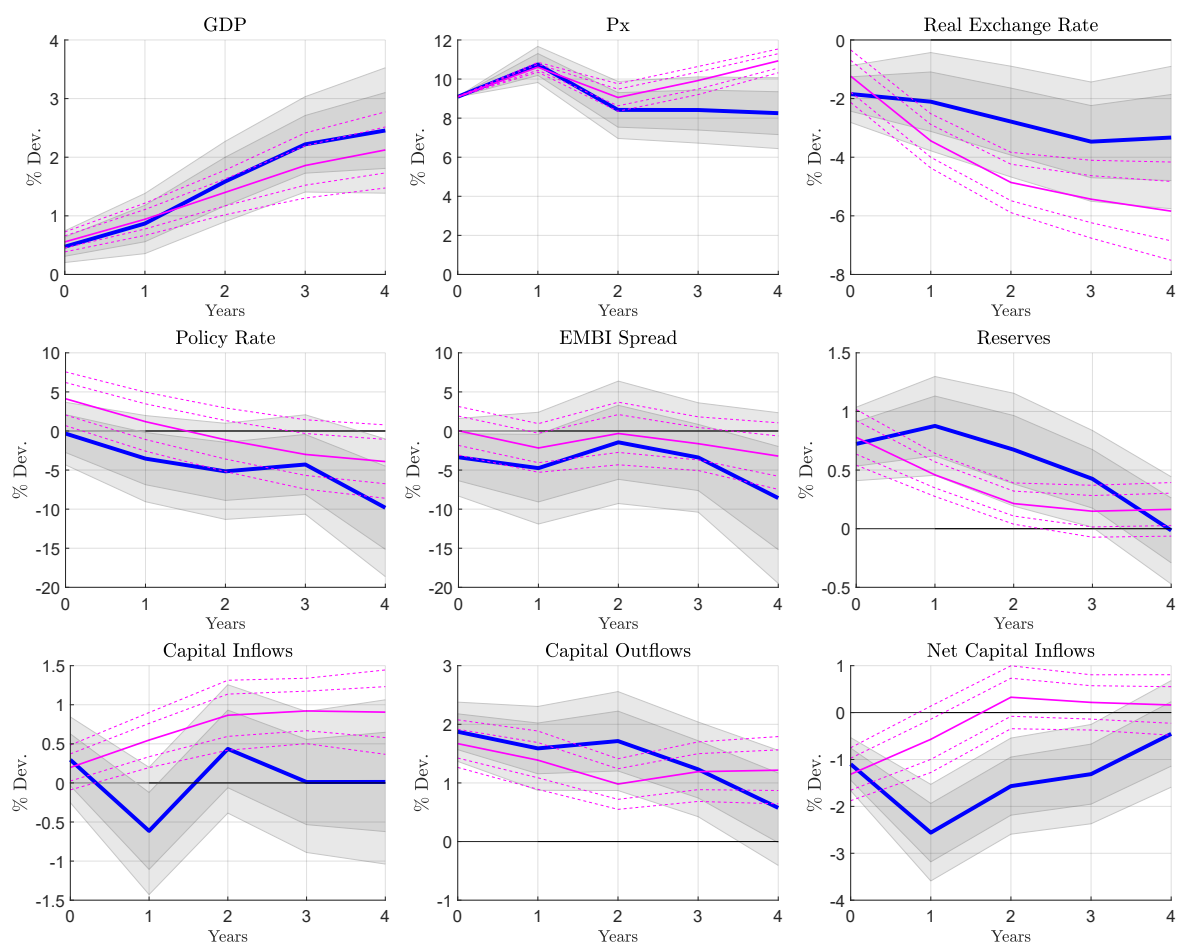 GDP
Px
Real Exchange Rate
4
3
2
1
0
% Dev.
0 1 2 3 4
Years
12
10
8
6
4
2
0
% Dev.
0 1 2 3 4
Years
0
-2
-4
-6
-8
% Dev.
0 1 2 3 4
Years
Policy Rate
EMBI Spread
Reserves
10
5
0
-5
-10
-15
-20
% Dev.
0 1 2 3 4
Years
10
5
0
-5
-10
-15
-20
% Dev.
0 1 2 3 4
Years
1.5
1
0.5
0
-0.5
% Dev.
0 1 2 3 4
Years
Capital Inflows
Capital Outflows
Net Capital Inflows
1.5
1
0.5
0
-0.5
-1
-1.5
% Dev.
0 1 2 3 4
Years
3
2
1
0
-1
% Dev.
0 1 2 3 4
Years
1
0
-1
-2
-3
-4
% Dev.
0 1 2 3 4
Years